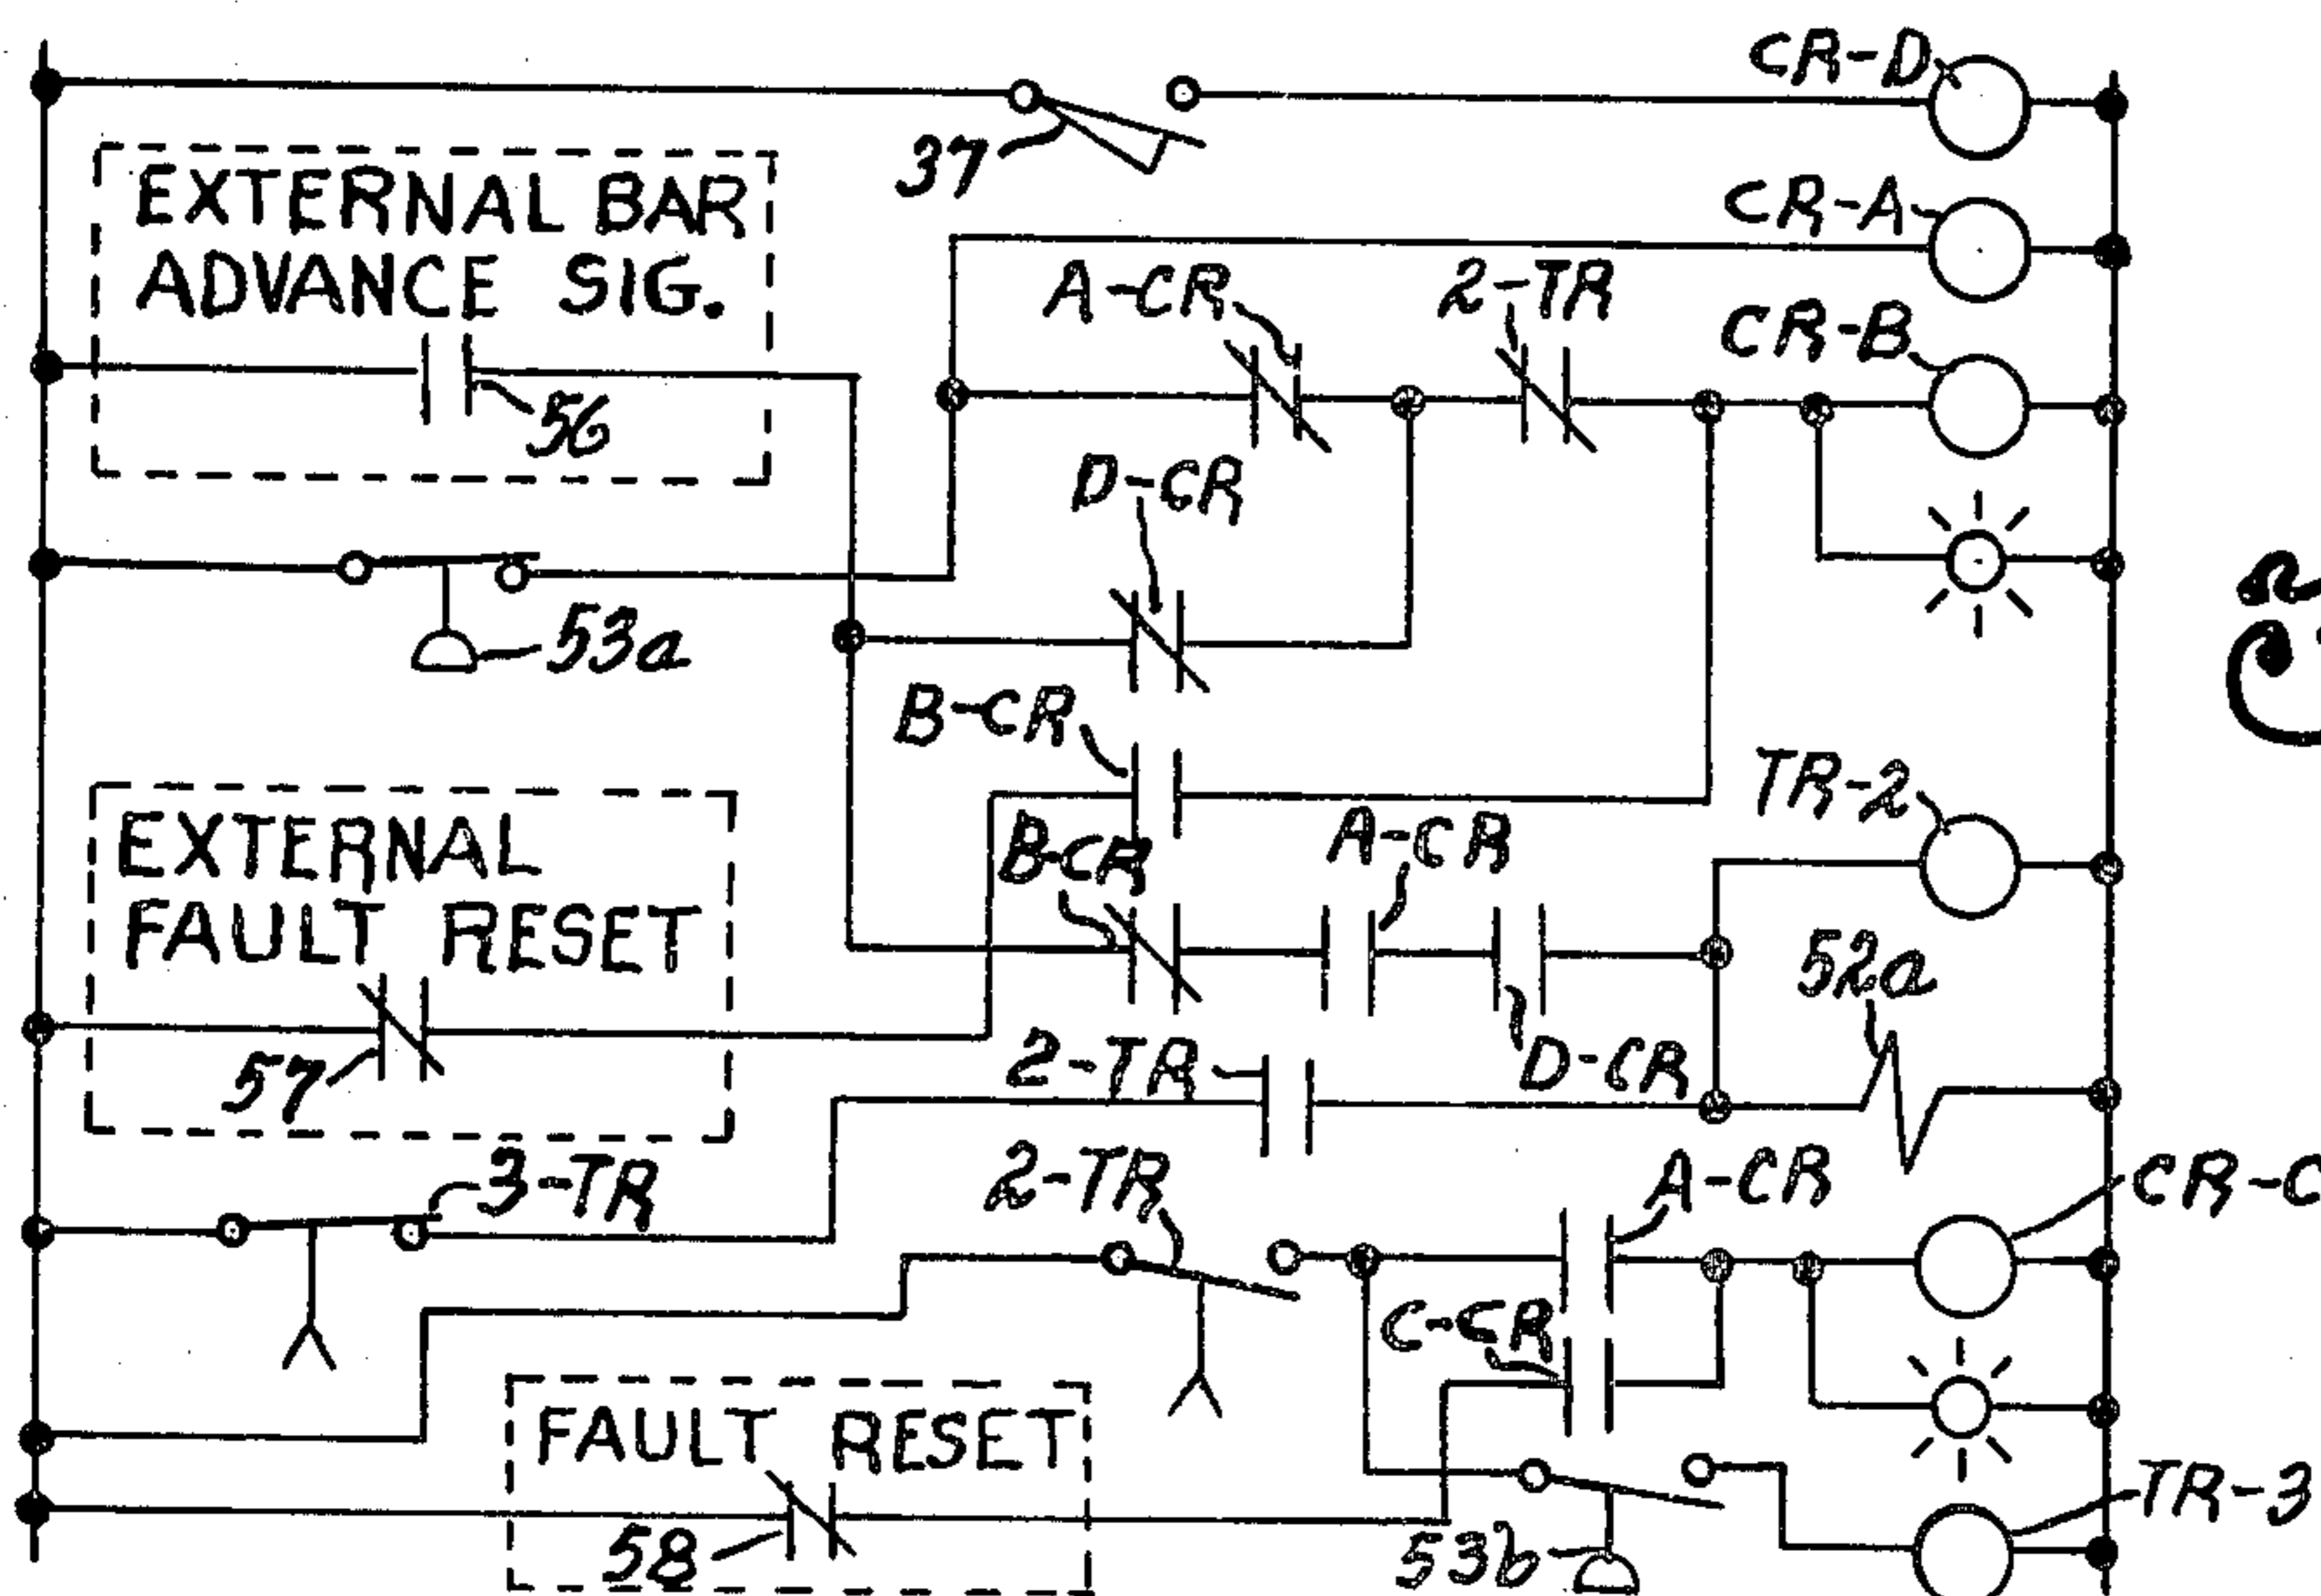 CR-D
37
EXTERNAL BAR
ADVANCE SIG.
CR-A
A-CR
2-TR
CR-B
56
D-CR
53a
B-CR
TR-2
EXTERNAL
FAULT RESET
B-CR
A-CR
52a
57
2-TR
D-CR
3-TR
2-TR
A-CR
CR-C
C-CR
FAULT RESET
58
53b
TR-3